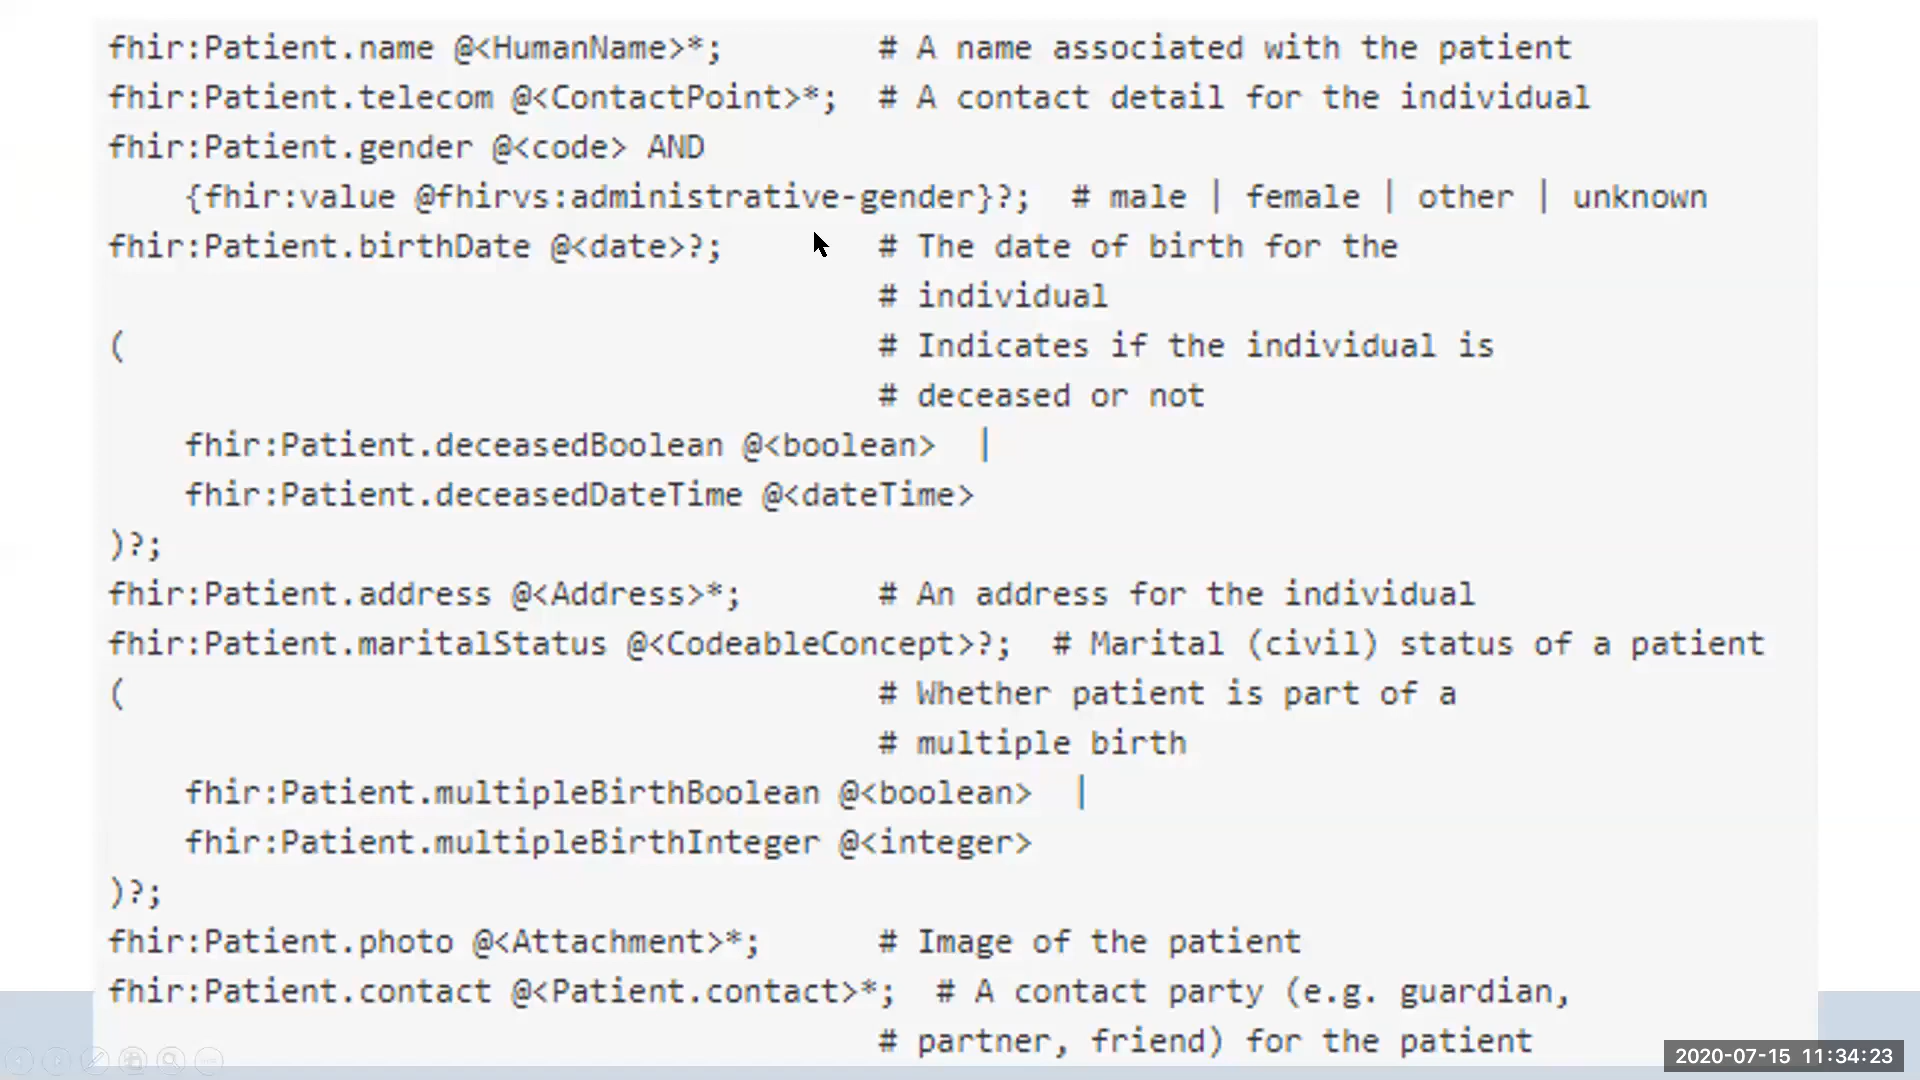 fhir:Patient.name @<HumanName>*;        # A name associated with the patient
fhir:Patient.telecom @<ContactPoint>*;  # A contact detail for the individual
fhir:Patient.gender @<code> AND
    {fhir:value @fhirvs:administrative-gender}?;  # male | female | other | unknown
fhir:Patient.birthDate @<date>?;        # The date of birth for the
                                        # individual
(                                       # Indicates if the individual is
                                        # deceased or not
    fhir:Patient.deceasedBoolean @<boolean>  |
    fhir:Patient.deceasedDateTime @<dateTime>
)?;
fhir:Patient.address @<Address>*;       # An address for the individual
fhir:Patient.maritalStatus @<CodeableConcept>?;  # Marital (civil) status of a patient
(                                       # Whether patient is part of a
                                        # multiple birth
    fhir:Patient.multipleBirthBoolean @<boolean>  |
    fhir:Patient.multipleBirthInteger @<integer>
)?;
fhir:Patient.photo @<Attachment>*;      # Image of the patient
fhir:Patient.contact @<Patient.contact>*;  # A contact party (e.g. guardian,
                                        # partner, friend) for the patient
2020-07-15 11:34:23